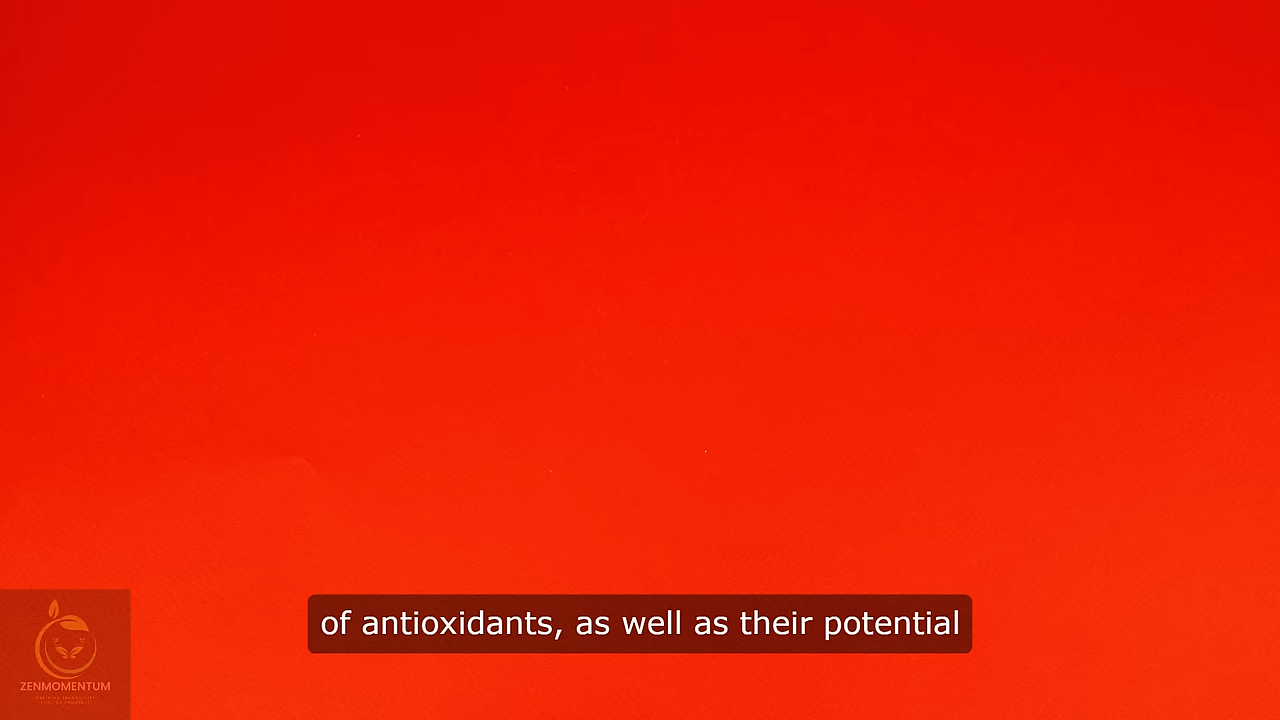 of antioxidants, as well as their potential
ZENMOMENTUM